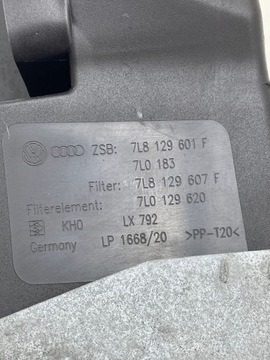 ZSB: 7L8 129 601 F
7L0 183
Filter: 7L8 129 607 F
Filterelement: 7L0 129 620
KHO LX 792
Germany LP 1668/20 >PP-T20<